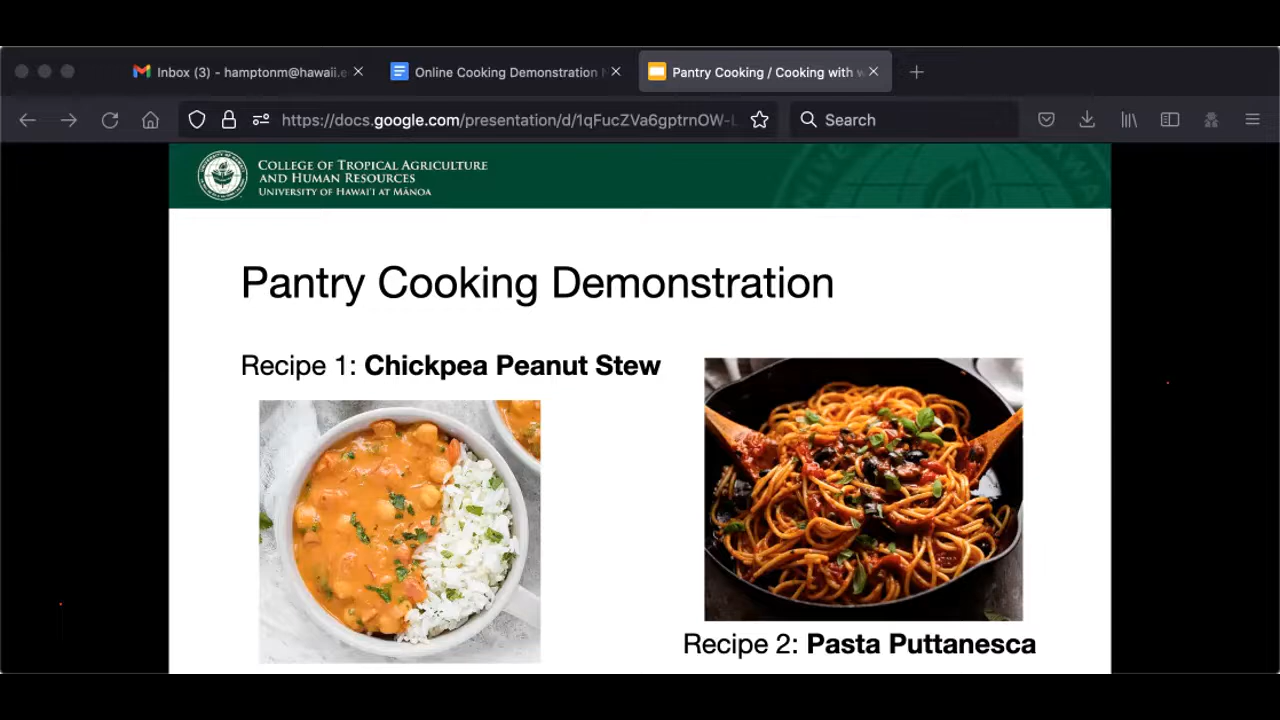 Inbox (3) - hamptonm@hawaii.e
Online Cooking Demonstration
Pantry Cooking / Cooking with w
https://docs.google.com/presentation/d/1qFucZVa6gptrnOW-L
Search
COLLEGE OF TROPICAL AGRICULTURE
AND HUMAN RESOURCES
UNIVERSITY OF HAWAI'I AT MĀNOA
Pantry Cooking Demonstration
Recipe 1: Chickpea Peanut Stew
Recipe 2: Pasta Puttanesca